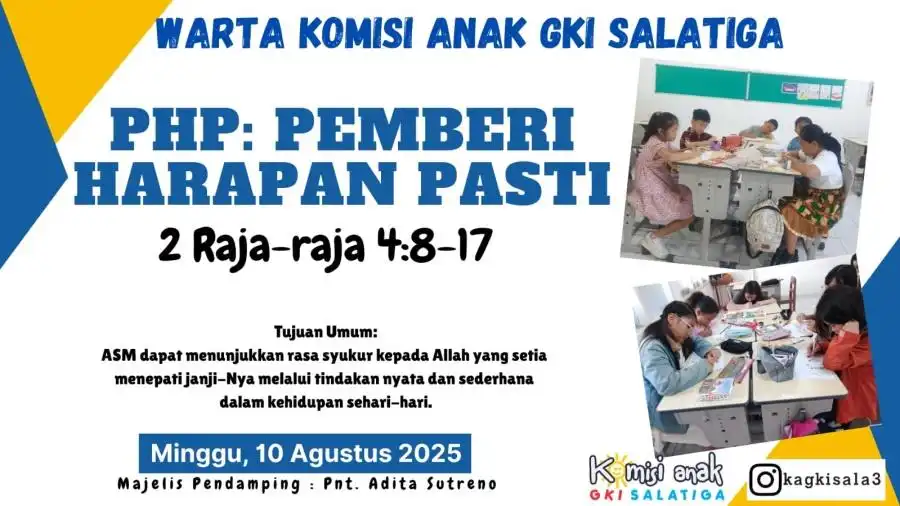 WARTA KOMISI ANAK GKI SALATIGA
PHP: PEMBERI
HARAPAN PASTI
2 Raja-raja 4:8-17
Tujuan Umum:
ASM dapat menunjukkan rasa syukur kepada Allah yang setia
menepati janji-Nya melalui tindakan nyata dan sederhana
dalam kehidupan sehari-hari.
Minggu, 10 Agustus 2025
Majelis Pendamping : Pnt. Adita Sutreno
Komisi anak
GKI SALATIGA
kagkisala3